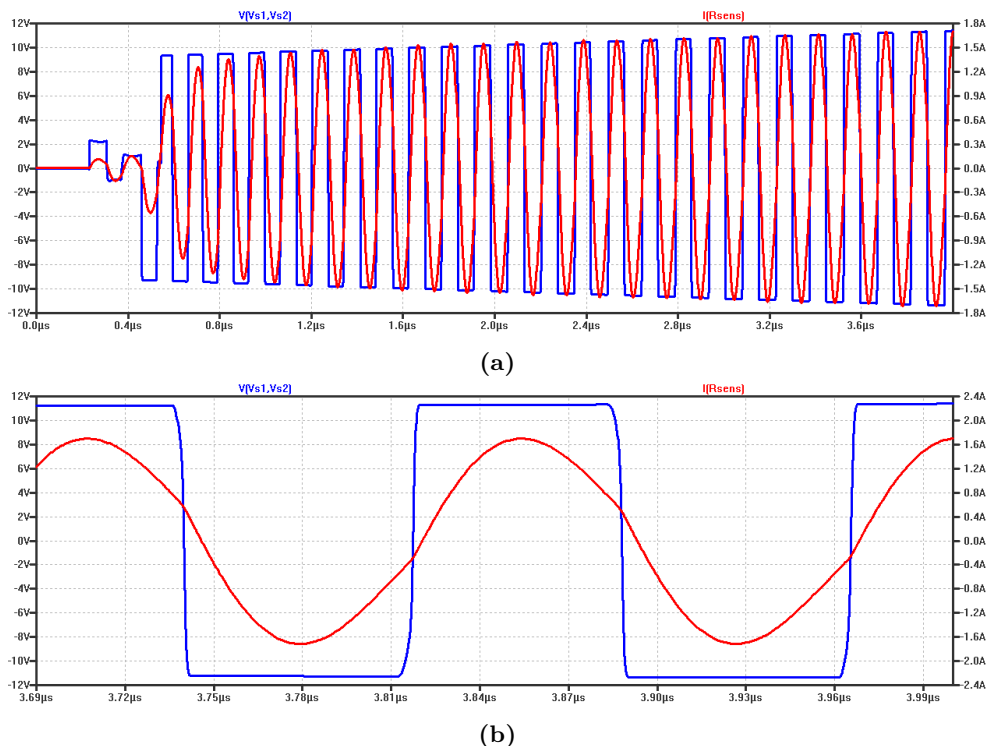 V(Vs1,Vs2) I(Rsens)
12V 1.8A
10V 1.5A
8V 1.2A
6V 0.9A
4V 0.6A
2V 0.3A
0V 0.0A
-2V -0.3A
-4V -0.6A
-6V -0.9A
-8V -1.2A
-10V -1.5A
-12V -1.8A
0.0µs 0.4µs 0.8µs 1.2µs 1.6µs 2.0µs 2.4µs 2.8µs 3.2µs 3.6µs
(a)
V(Vs1,Vs2) I(Rsens)
12V 2.4A
10V 2.0A
8V 1.6A
6V 1.2A
4V 0.8A
2V 0.4A
0V 0.0A
-2V -0.4A
-4V -0.8A
-6V -1.2A
-8V -1.6A
-10V -2.0A
-12V -2.4A
3.69µs 3.72µs 3.75µs 3.78µs 3.81µs 3.84µs 3.87µs 3.90µs 3.93µs 3.96µs 3.99µs
(b)